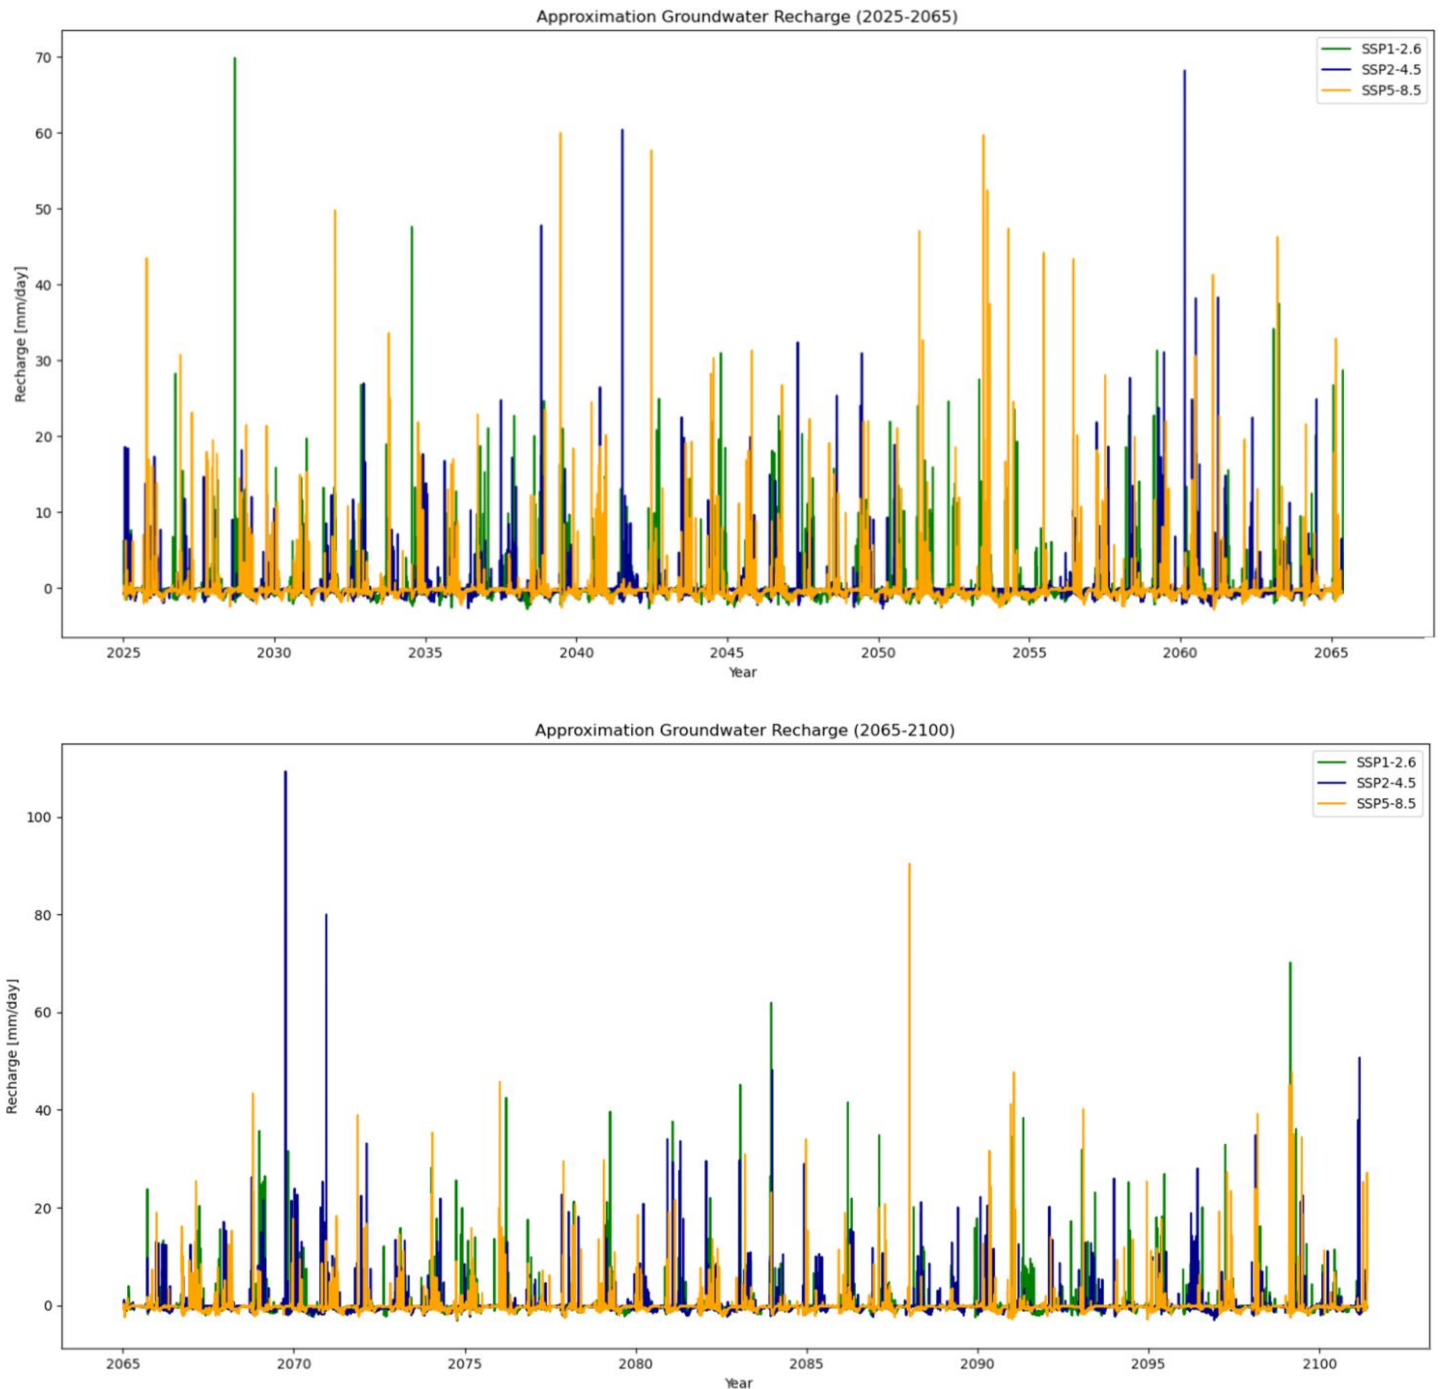 Approximation Groundwater Recharge (2025-2065)
SSP1-2.6
SSP2-4.5
SSP5-8.5
Recharge [mm/day]
70
60
50
40
30
20
10
0
2025 2030 2035 2040 2045 2050 2055 2060 2065
Year
Approximation Groundwater Recharge (2065-2100)
SSP1-2.6
SSP2-4.5
SSP5-8.5
Recharge [mm/day]
100
80
60
40
20
0
2065 2070 2075 2080 2085 2090 2095 2100
Year